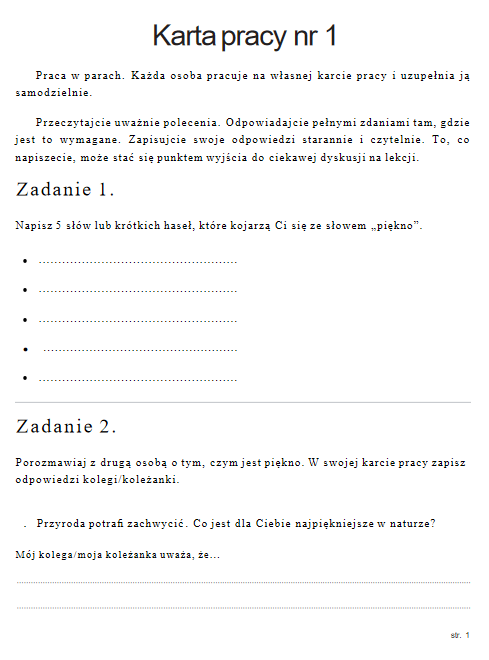 Karta pracy nr 1
Praca w parach. Każda osoba pracuje na własnej karcie pracy i uzupełnia ją
samodzielnie.
Przeczytajcie uważnie polecenia. Odpowiadajcie pełnymi zdaniami tam, gdzie
jest to wymagane. Zapisujcie swoje odpowiedzi starannie i czytelnie. To, co
napiszecie, może stać się punktem wyjścia do ciekawej dyskusji na lekcji.
Zadanie 1.
Napisz 5 słów lub krótkich haseł, które kojarzą Ci się ze słowem „piękno”.
• ..................................................
• ..................................................
• ..................................................
• ..................................................
• ..................................................
Zadanie 2.
Porozmawiaj z drugą osobą o tym, czym jest piękno. W swojej karcie pracy zapisz
odpowiedzi kolegi/koleżanki.
. Przyroda potrafi zachwycić. Co jest dla Ciebie najpiękniejsze w naturze?
Mój kolega/moja koleżanka uważa, że...
....................................................................................................
....................................................................................................
str. 1